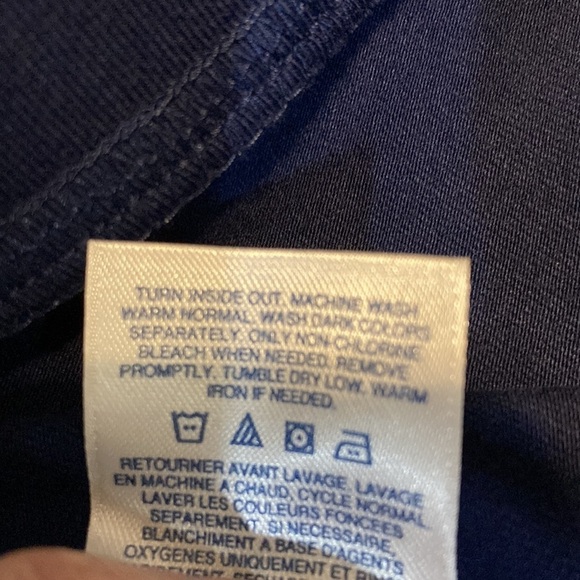 TURN INSIDE OUT. MACHINE WASH
WARM NORMAL. WASH DARK COLORS
SEPARATELY. ONLY NON-CHLORINE
BLEACH WHEN NEEDED. REMOVE
PROMPTLY. TUMBLE DRY LOW. WARM
IRON IF NEEDED.
RETOURNER AVANT LAVAGE. LAVAGE
EN MACHINE A CHAUD, CYCLE NORMAL.
LAVER LES COULEURS FONCEES
SEPAREMENT. SI NECESSAIRE,
BLANCHIMENT A BASE D'AGENTS
OXYGENES UNIQUEMENT ET